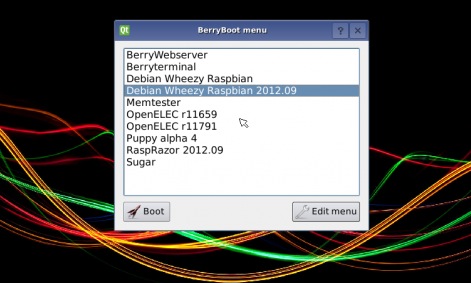 Qt
BerryBoot menu
?
BerryWebserver
Berryterminal
Debian Wheezy Raspbian
Debian Wheezy Raspbian 2012.09
Memtester
OpenELEC r11659
OpenELEC r11791
Puppy alpha 4
RaspRazor 2012.09
Sugar
Boot
Edit menu